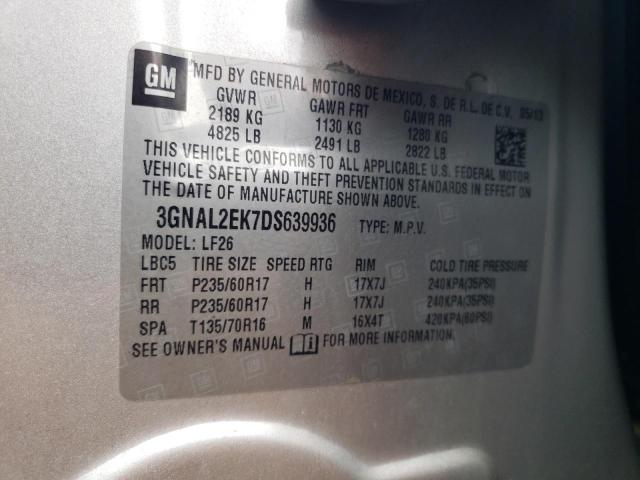 GM
MFD BY GENERAL MOTORS DE MEXICO, S. DE R.L. DE C.V. 05/13
GVWR GAWR FRT GAWR RR
2189 KG 1130 KG 1280 KG
4825 LB 2491 LB 2822 LB
THIS VEHICLE CONFORMS TO ALL APPLICABLE U.S. FEDERAL MOTOR
VEHICLE SAFETY AND THEFT PREVENTION STANDARDS IN EFFECT ON
THE DATE OF MANUFACTURE SHOWN ABOVE.
3GNAL2EK7DS639936 TYPE: M.P.V.
MODEL: LF26
LBC5 TIRE SIZE SPEED RTG RIM COLD TIRE PRESSURE
FRT P235/60R17 H 17X7J 240KPA(35PSI)
RR P235/60R17 H 17X7J 240KPA(35PSI)
SPA T135/70R16 M 16X4T 420KPA(60PSI)
SEE OWNER'S MANUAL FOR MORE INFORMATION.